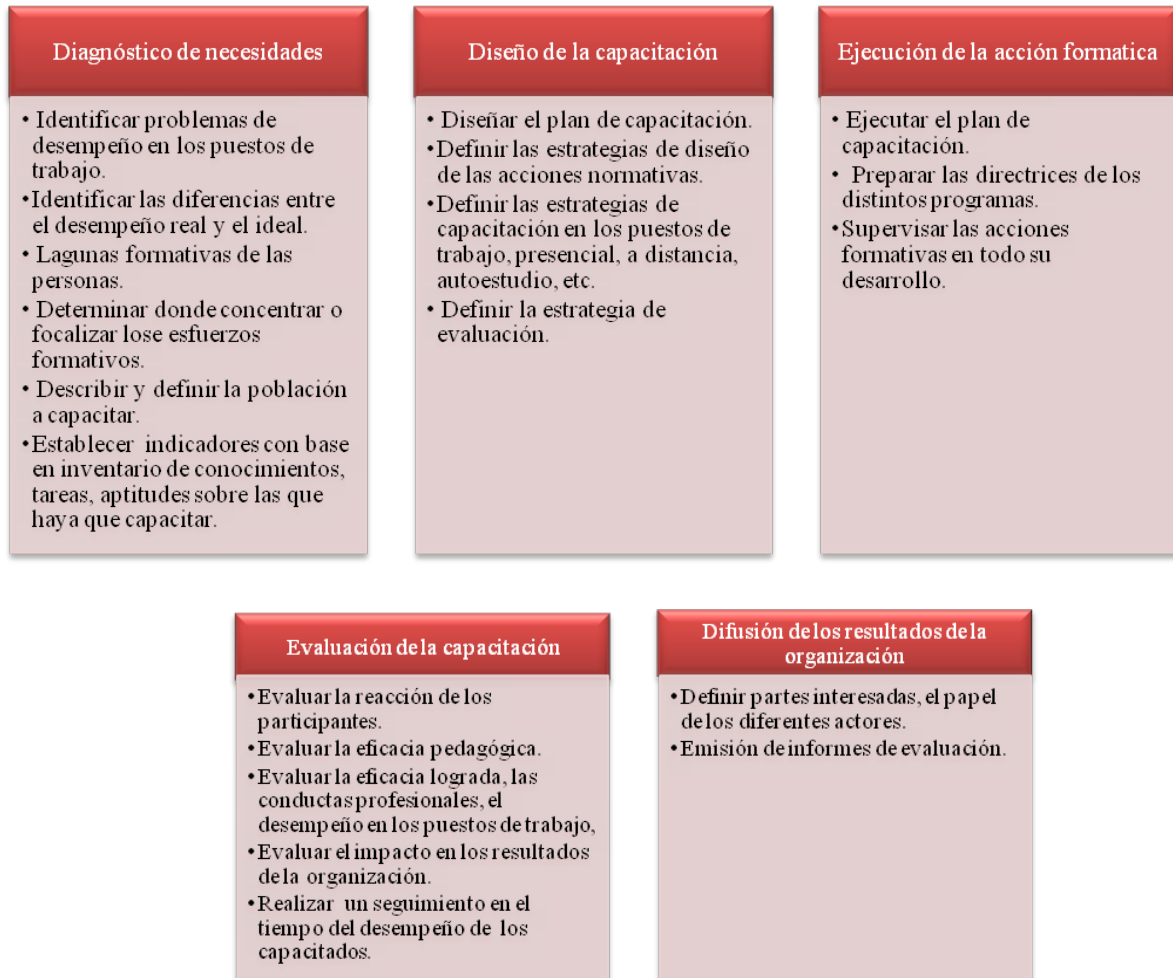 Diagnóstico de necesidades
• Identificar problemas de
desempeño en los puestos de
trabajo.
•Identificar las diferencias entre
el desempeño real y el ideal.
• Lagunas formativas de las
personas.
• Determinar donde concentrar o
focalizar lose esfuerzos
formativos.
• Describir y definir la población
a capacitar.
•Establecer indicadores con base
en inventario de conocimientos,
tareas, aptitudes sobre las que
haya que capacitar.
Diseño de la capacitación
• Diseñar el plan de capacitación.
•Definir las estrategias de diseño
de las acciones normativas.
•Definir las estrategias de
capacitación en los puestos de
trabajo, presencial, a distancia,
autoestudio, etc.
• Definir la estrategia de
evaluación.
Ejecución de la acción formatica
• Ejecutar el plan de
capacitación.
• Preparar las directrices de los
distintos programas.
•Supervisar las acciones
formativas en todo su
desarrollo.
Evaluación de la capacitación
•Evaluar la reacción de los
participantes.
•Evaluar la eficacia pedagógica.
•Evaluar la eficacia lograda, las
conductas profesionales, el
desempeño en los puestos de trabajo,
•Evaluar el impacto en los resultados
de la organización.
•Realizar un seguimiento en el
tiempo del desempeño de los
capacitados.
Difusión de los resultados de la
organización
•Definir partes interesadas, el papel
de los diferentes actores.
•Emisión de informes de evaluación.